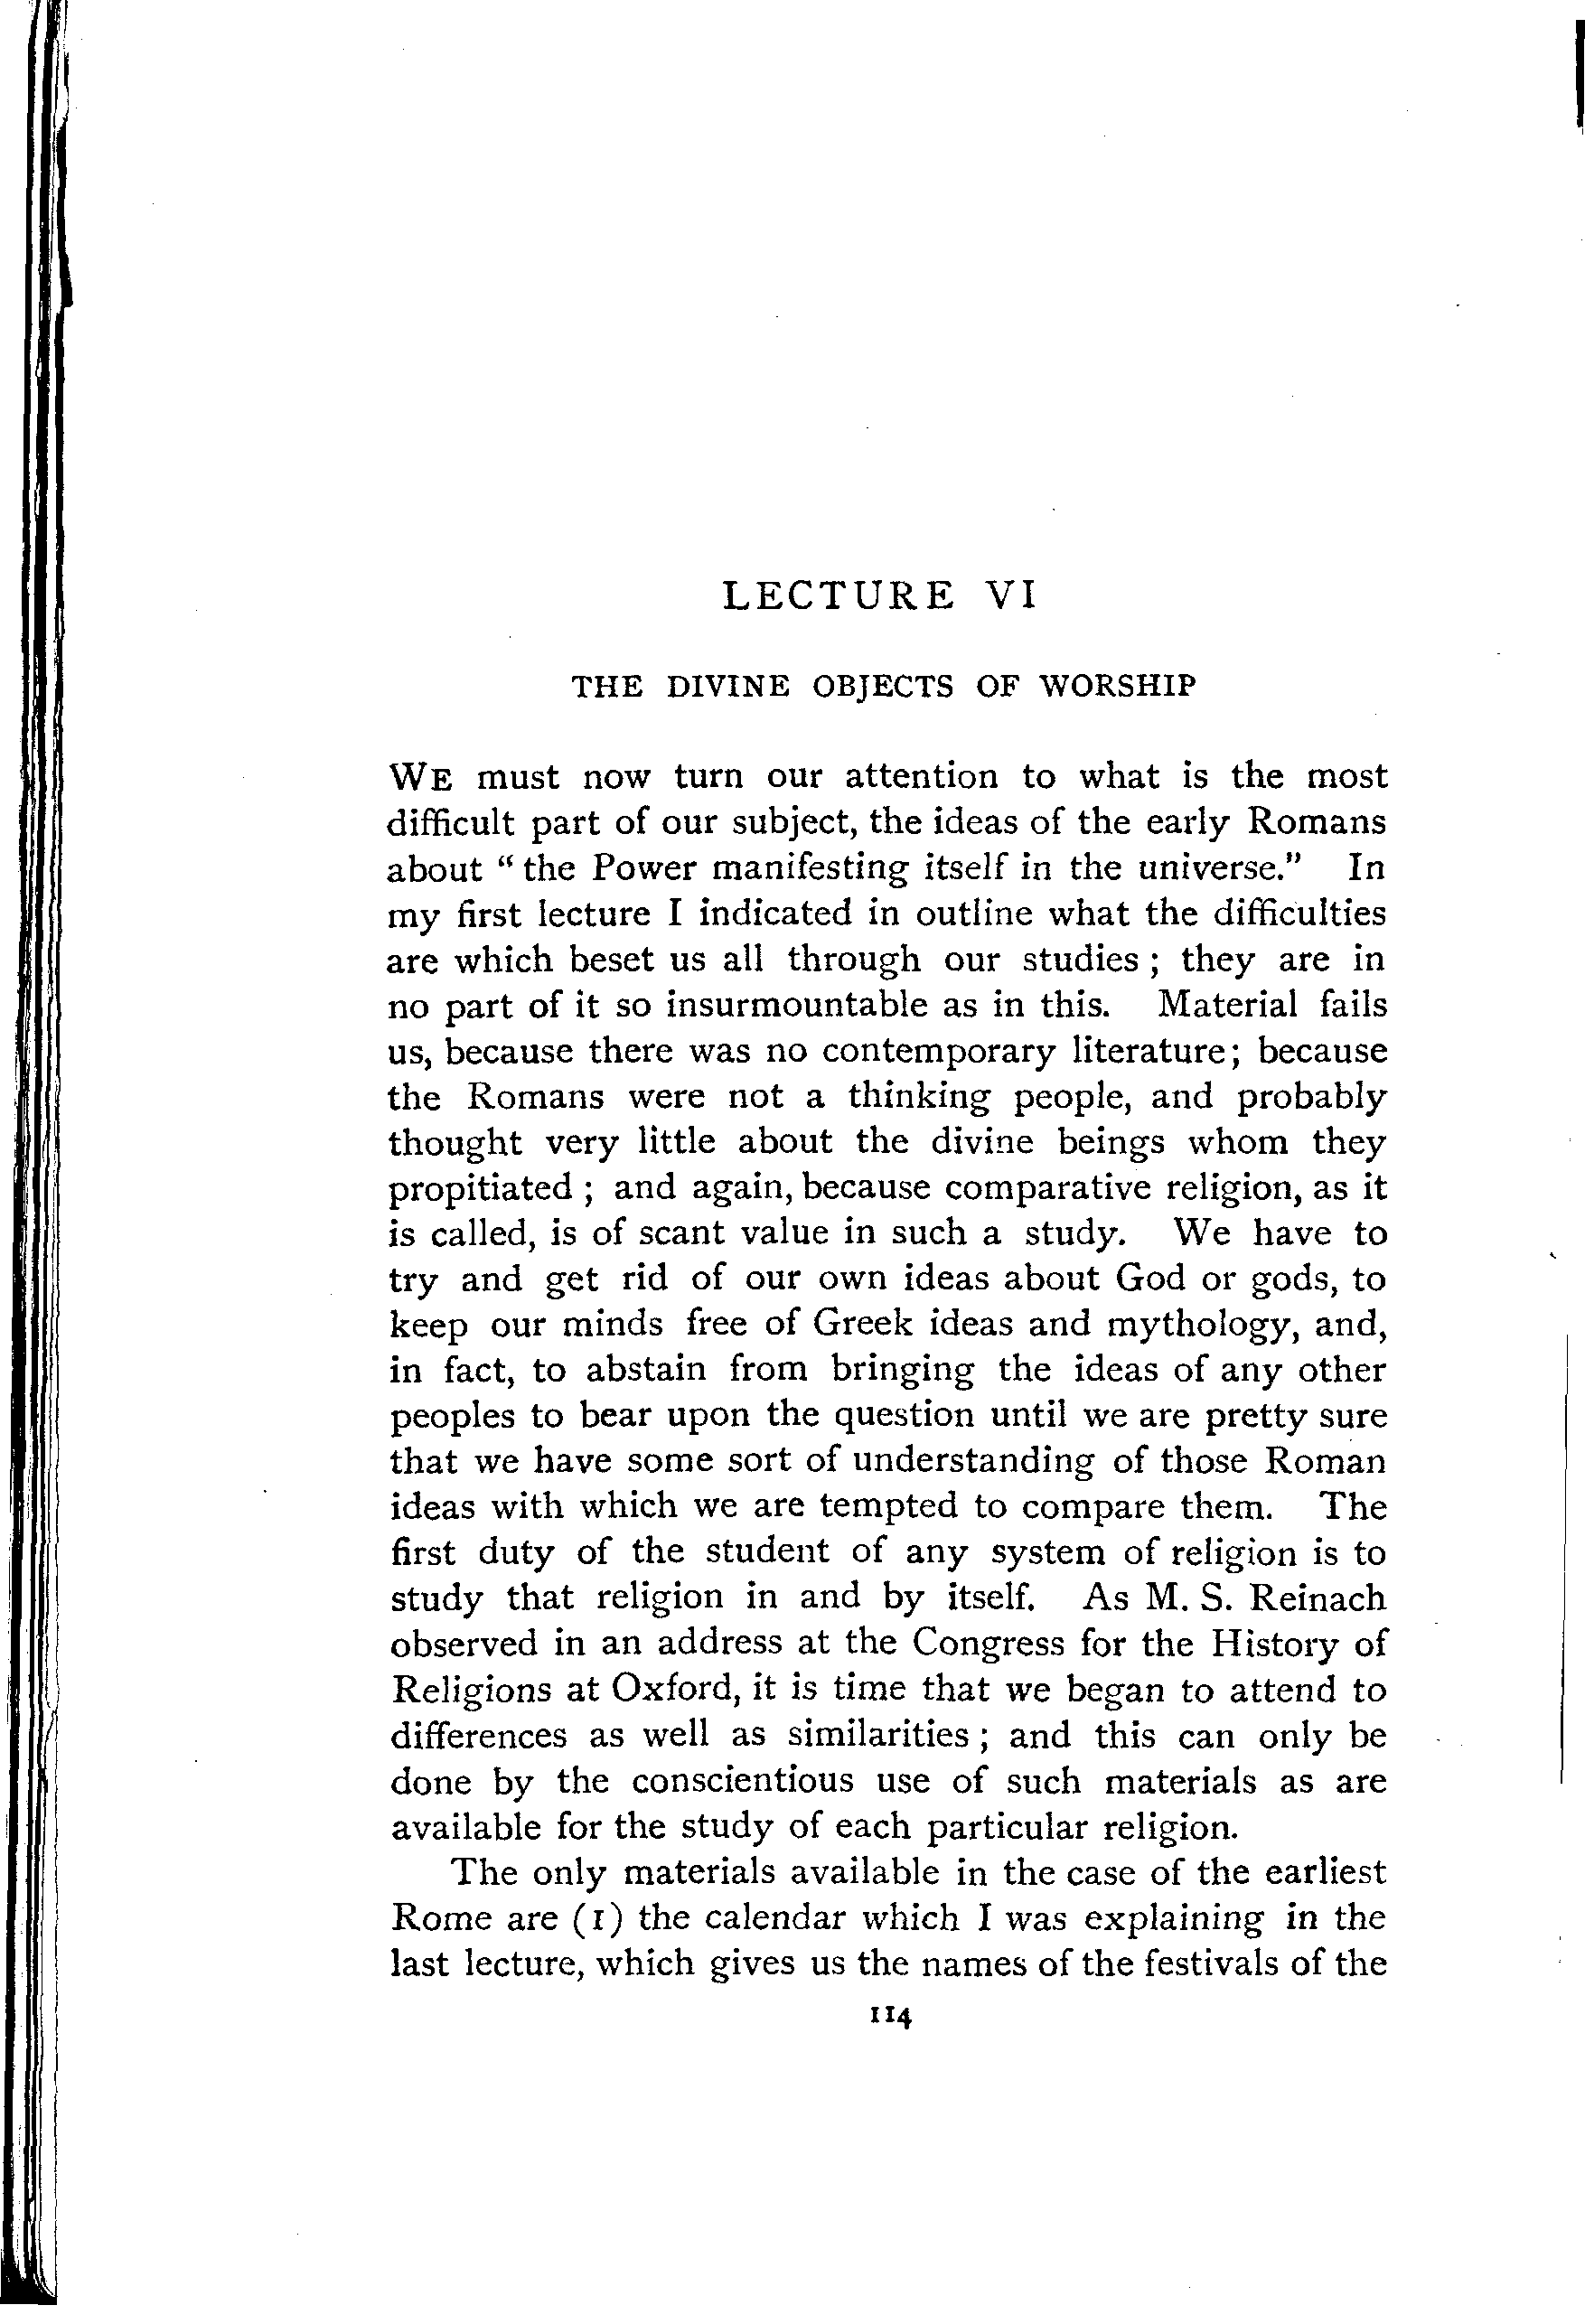 LECTURE VI
THE DIVINE OBJECTS OF WORSHIP
WE must now turn our attention to what is the most
difficult part of our subject, the ideas of the early Romans
about “the Power manifesting itself in the universe.” In
my first lecture I indicated in outline what the difficulties
are which beset us all through our studies ; they are in
no part of it so insurmountable as in this. Material fails
us, because there was no contemporary literature; because
the Romans were not a thinking people, and probably
thought very little about the divine beings whom they
propitiated ; and again, because comparative religion, as it
is called, is of scant value in such a study. We have to
try and get rid of our own ideas about God or gods, to
keep our minds free of Greek ideas and mythology, and,
in fact, to abstain from bringing the ideas of any other
peoples to bear upon the question until we are pretty sure
that we have some sort of understanding of those Roman
ideas with which we are tempted to compare them. The
first duty of the student of any system of religion is to
study that religion in and by itself. As M. S. Reinach
observed in an address at the Congress for the History of
Religions at Oxford, it is time that we began to attend to
differences as well as similarities ; and this can only be
done by the conscientious use of such materials as are
available for the study of each particular religion.
The only materials available in the case of the earliest
Rome are (1) the calendar which I was explaining in the
last lecture, which gives us the names of the festivals of the
114